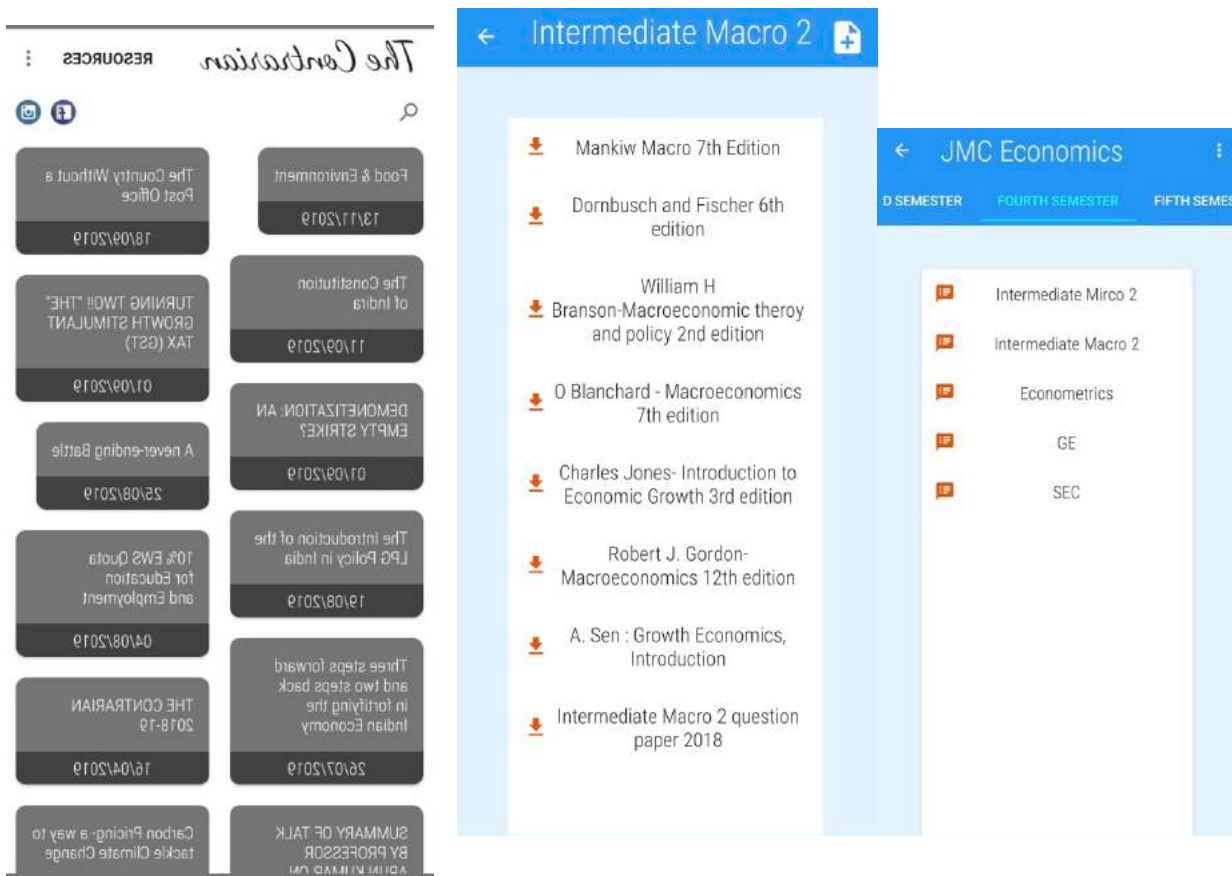 The Contrarian
RESOURCES
Food & Environment
13/11/2019
The Constitution
of Indira
11/09/2019
DEMONETIZATION: AN
EMPTY STRIKE?
01/09/2019
The Introduction of the
LPG Policy in India
19/08/2019
Three steps forward
and two steps back
in fortifying the
Indian Economy
26/07/2019
SUMMARY OF TALK
BY PROFESSOR
ARUN KUMAR ON
The Country Without a
Post Office
18/09/2019
TURNING TWO!! "THE"
GROWTH STIMULANT
TAX (GST)
01/09/2019
A never-ending Battle
25/08/2019
10% EWS Quota
for Education
and Employment
04/08/2019
THE CONTRARIAN
2018-19
16/04/2019
Carbon Pricing- a way to
tackle Climate Change
Intermediate Macro 2
Mankiw Macro 7th Edition
Dornbusch and Fischer 6th
edition
William H
Branson-Macroeconomic theroy
and policy 2nd edition
O Blanchard - Macroeconomics
7th edition
Charles Jones- Introduction to
Economic Growth 3rd edition
Robert J. Gordon-
Macroeconomics 12th edition
A. Sen : Growth Economics,
Introduction
Intermediate Macro 2 question
paper 2018
JMC Economics
D SEMESTER FOURTH SEMESTER FIFTH SEMES
Intermediate Mirco 2
Intermediate Macro 2
Econometrics
GE
SEC